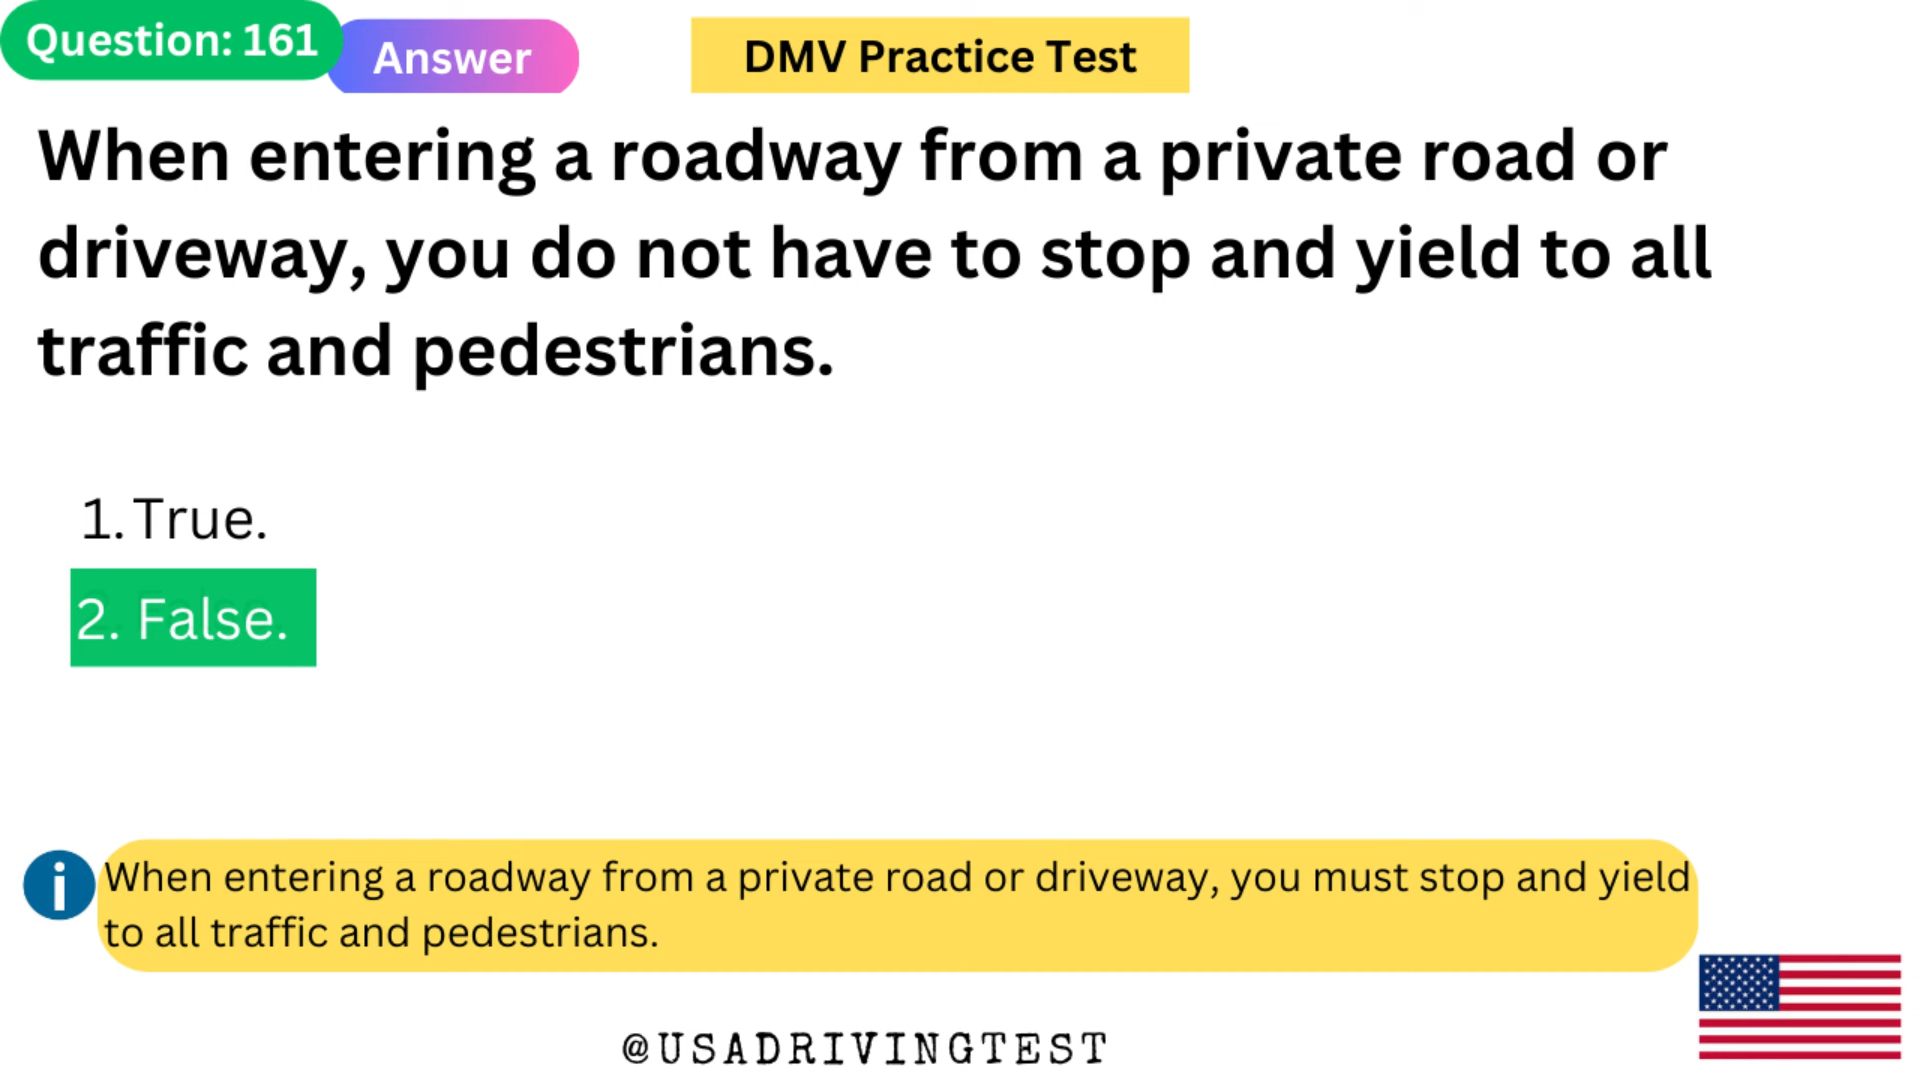 Question: 161
Answer
DMV Practice Test
When entering a roadway from a private road or
driveway, you do not have to stop and yield to all
traffic and pedestrians.
1. True.
2. False.
i
When entering a roadway from a private road or driveway, you must stop and yield
to all traffic and pedestrians.
@USADRIVINGTEST